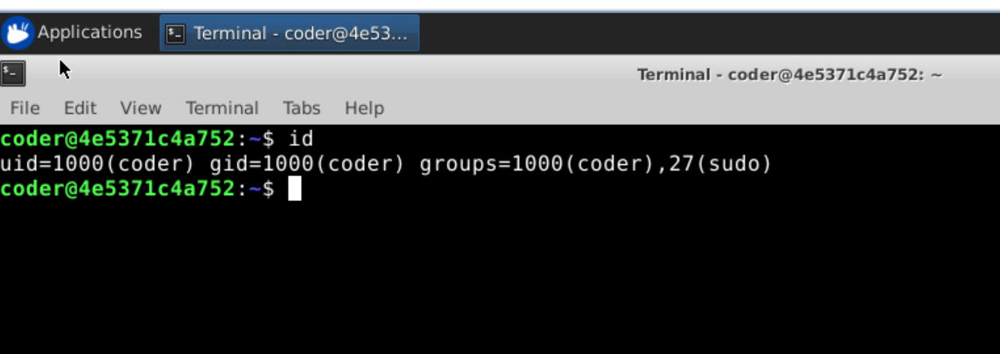 Applications Terminal - coder@4e53...
Terminal - coder@4e5371c4a752: ~
File Edit View Terminal Tabs Help
coder@4e5371c4a752:~$ id
uid=1000(coder) gid=1000(coder) groups=1000(coder),27(sudo)
coder@4e5371c4a752:~$